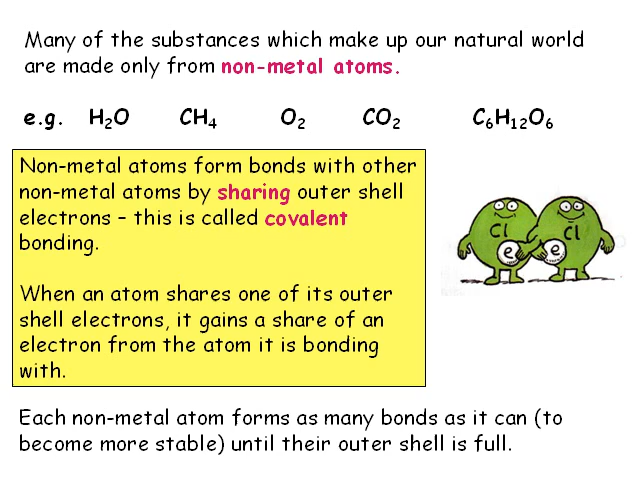 Many of the substances which make up our natural world
are made only from non-metal atoms.
e.g. H₂O CH₄ O₂ CO₂ C₆H₁₂O₆
Non-metal atoms form bonds with other
non-metal atoms by sharing outer shell
electrons – this is called covalent
bonding.
When an atom shares one of its outer
shell electrons, it gains a share of an
electron from the atom it is bonding
with.
Cl Cl
e e
Each non-metal atom forms as many bonds as it can (to
become more stable) until their outer shell is full.